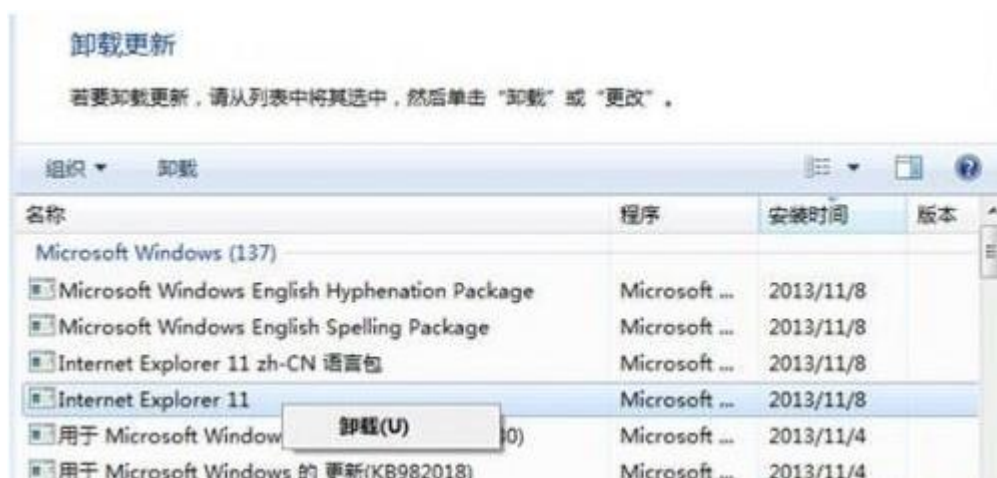 卸载更新
若要卸载更新，请从列表中将其选中，然后单击“卸载”或“更改”。
组织 卸载
名称 程序 安装时间 版本
Microsoft Windows (137)
Microsoft Windows English Hyphenation Package Microsoft ... 2013/11/8
Microsoft Windows English Spelling Package Microsoft ... 2013/11/8
Internet Explorer 11 zh-CN 语言包 Microsoft ... 2013/11/8
Internet Explorer 11 Microsoft ... 2013/11/8
卸载(U)
用于 Microsoft Window 0) Microsoft ... 2013/11/4
用于 Microsoft Windows 的 更新(KB982018) Microsoft ... 2013/11/4